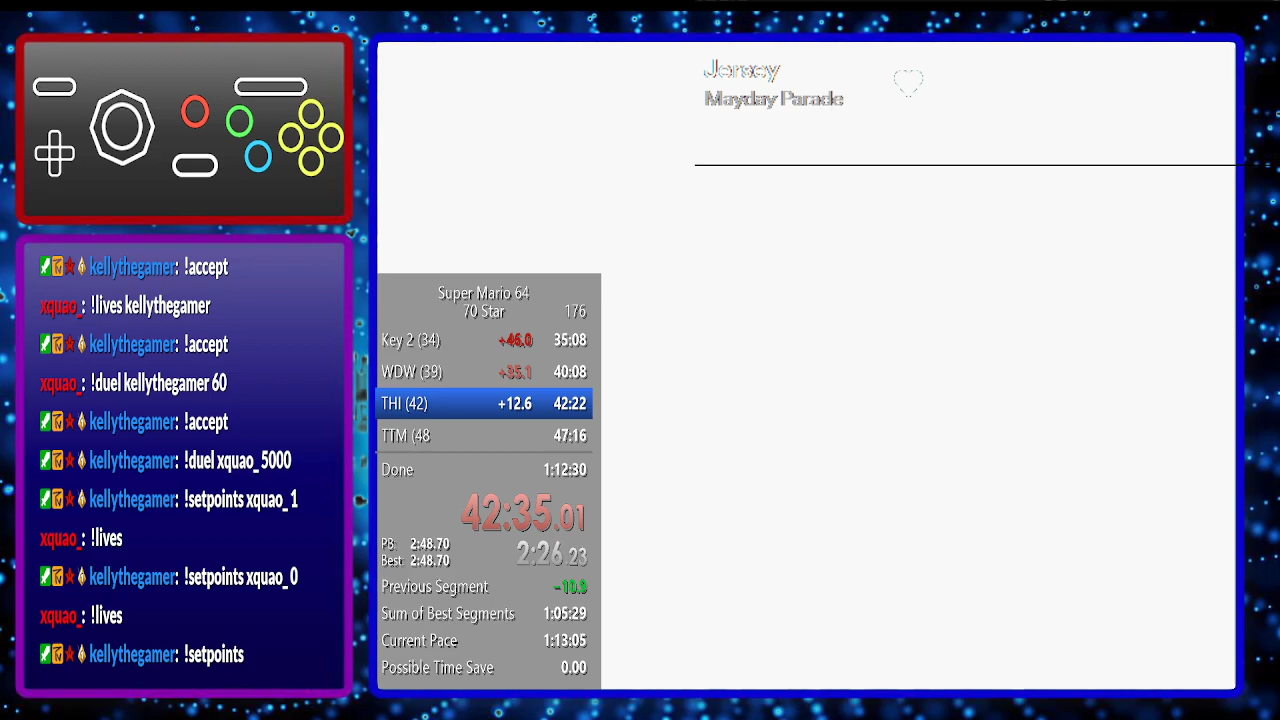 Jersey
Mayday Parade
kellythegamer: !accept
xquao_: !lives kellythegamer
kellythegamer: !accept
xquao_: !duel kellythegamer 60
kellythegamer: !accept
kellythegamer: !duel xquao_ 5000
kellythegamer: !setpoints xquao_ 1
xquao_: !lives
kellythegamer: !setpoints xquao_ 0
xquao_: !lives
kellythegamer: !setpoints
Super Mario 64
70 Star 176
Key 2 (34) +46.0 35:08
WDW (39) +35.1 40:08
THI (42) +12.6 42:22
TTM (48 47:16
Done 1:12:30
42:35.01
PB: 2:48.70
Best: 2:48.70
2:26.23
Previous Segment -10.9
Sum of Best Segments 1:05:29
Current Pace 1:13:05
Possible Time Save 0.00